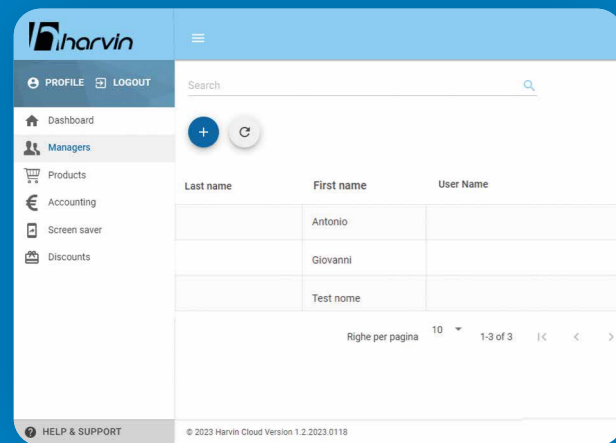 harvin
PROFILE LOGOUT
Search
Dashboard
Managers
Products
Accounting
Screen saver
Discounts
Last name First name User Name
Antonio
Giovanni
Test nome
Righe per pagina 10 1-3 of 3
HELP & SUPPORT
© 2023 Harvin Cloud Version 1.2.2023.0118